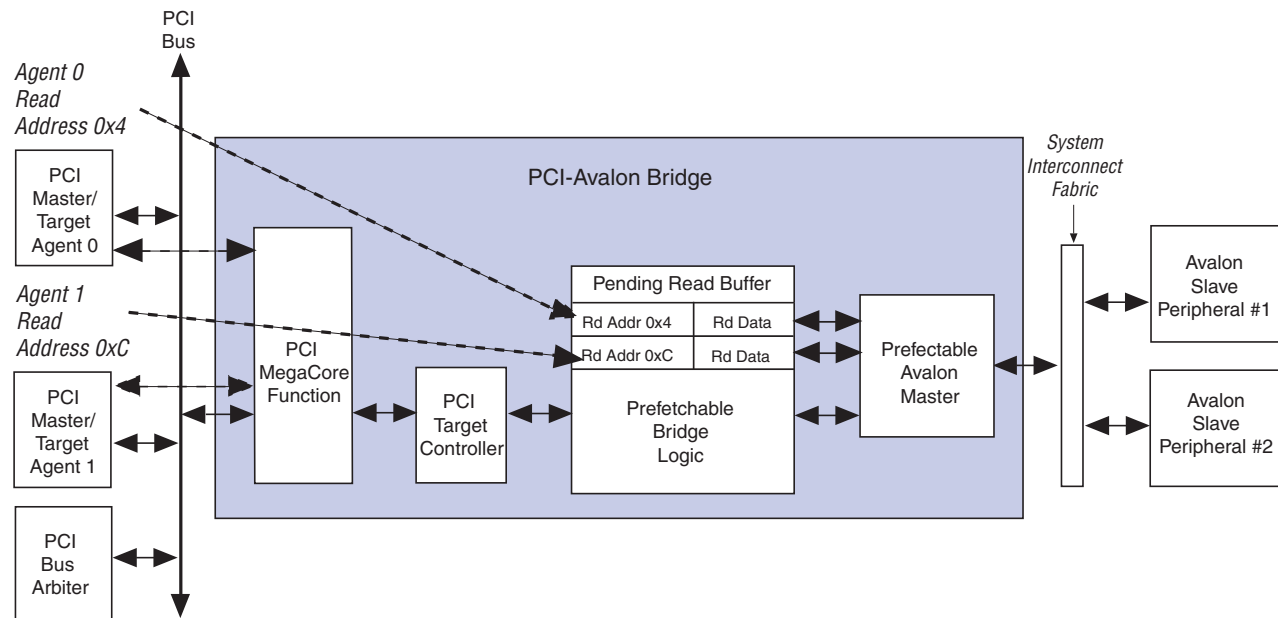 PCI
Bus
Agent 0
Read
Address 0x4
PCI
Master/
Target
Agent 0
Agent 1
Read
Address 0xC
PCI
Master/
Target
Agent 1
PCI
Bus
Arbiter
PCI-Avalon Bridge
PCI
MegaCore
Function
PCI
Target
Controller
Pending Read Buffer
Rd Addr 0x4 Rd Data
Rd Addr 0xC Rd Data
Prefetchable
Bridge
Logic
Prefectable
Avalon
Master
System
Interconnect
Fabric
Avalon
Slave
Peripheral #1
Avalon
Slave
Peripheral #2